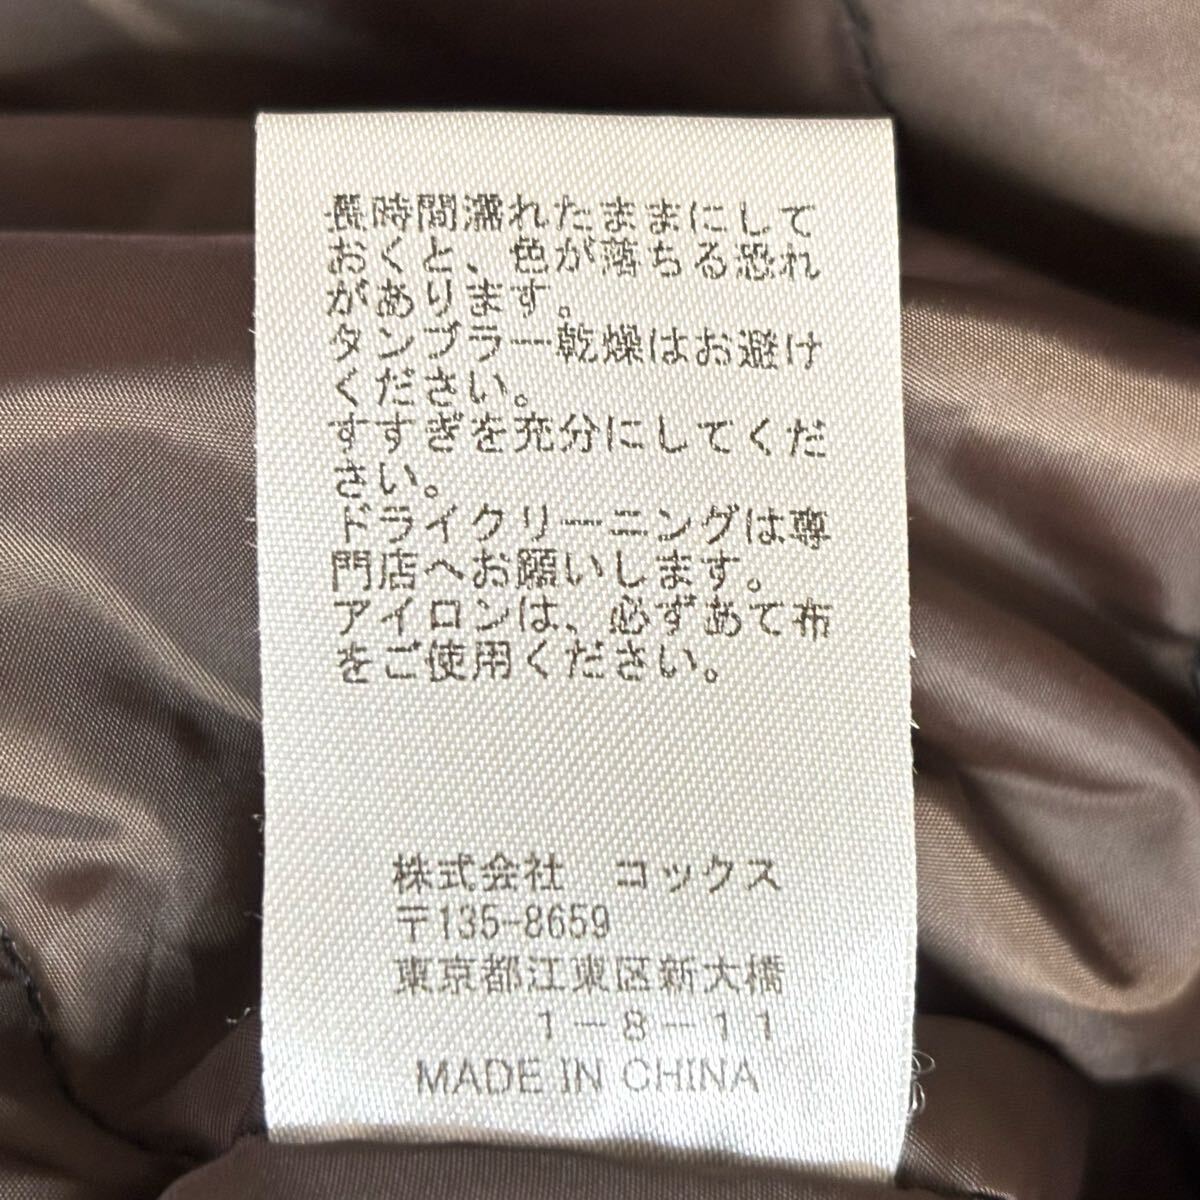 長時間濡れたままにして
おくと、色が落ちる恐れ
があります。
タンブラー乾燥はお避け
ください。
すすぎを充分にしてくだ
さい。
ドライクリーニングは専
門店へお願いします。
アイロンは、必ずあて布
をご使用ください。
株式会社 コックス
〒135-8659
東京都江東区新大橋
1-8-11
MADE IN CHINA